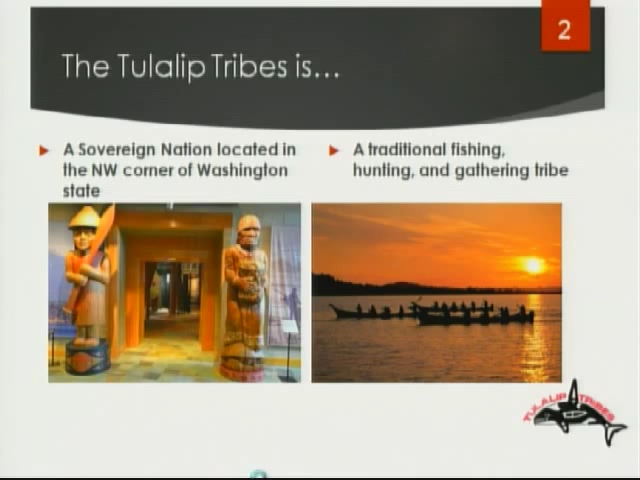 2
The Tulalip Tribes is...
A Sovereign Nation located in
the NW corner of Washington
state
A traditional fishing,
hunting, and gathering tribe
TULALIP TRIBES